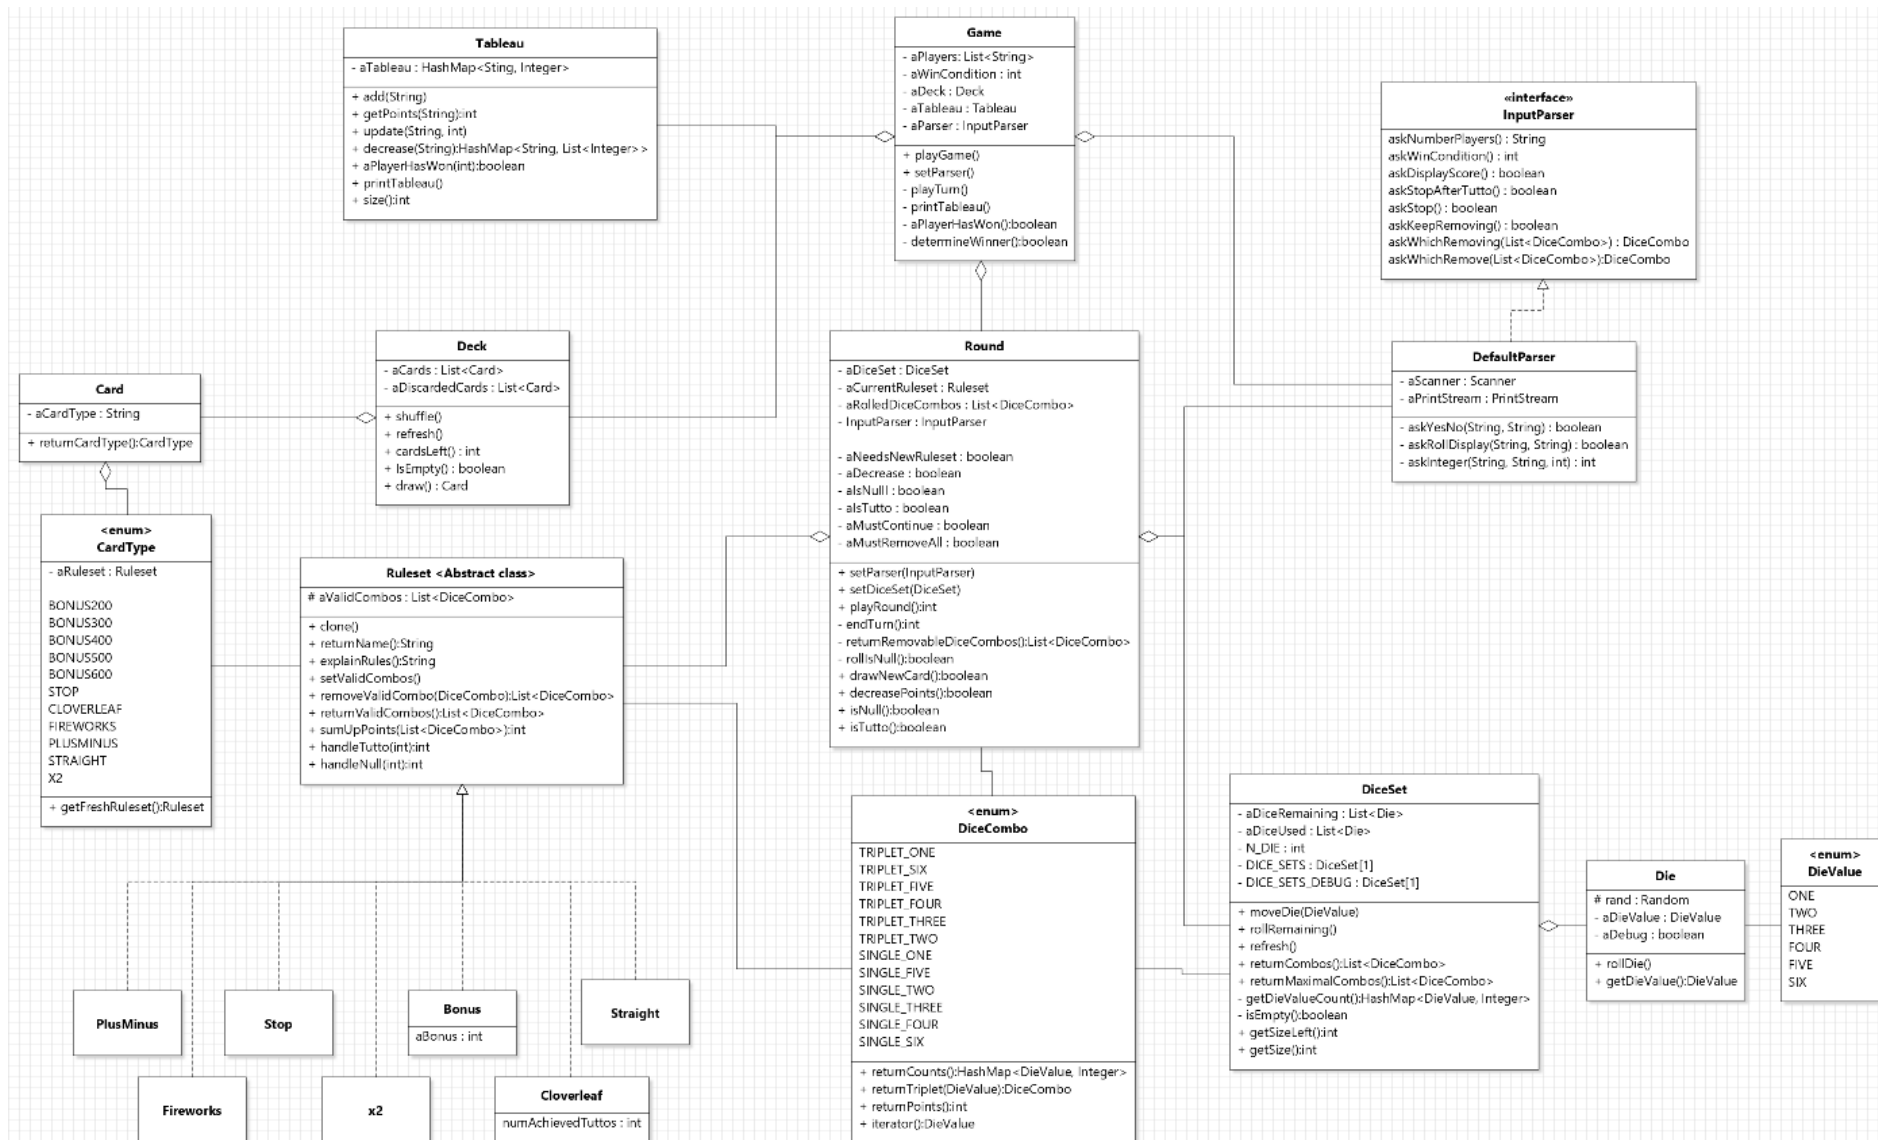 Tableau
- aTableau : HashMap<Sting, Integer>
+ add(String)
+ getPoints(String):int
+ update(String, int)
+ decrease(String):HashMap<String, List<Integer>>
+ aPlayerHasWon(int):boolean
+ printTableau()
+ size():int
Game
- aPlayers: List<String>
- aWinCondition : int
- aDeck : Deck
- aTableau : Tableau
- aParser : InputParser
+ playGame()
+ setParser()
- playTurn()
- printTableau()
- aPlayerHasWon():boolean
- determineWinner():boolean
«interface»
InputParser
askNumberPlayers() : String
askWinCondition() : int
askDisplayScore() : boolean
askStopAfterTutto() : boolean
askStop() : boolean
askKeepRemoving() : boolean
askWhichRemoving(List<DiceCombo>) : DiceCombo
askWhichRemove(List<DiceCombo>):DiceCombo
Card
- aCardType : String
+ returnCardType():CardType
Deck
- aCards : List<Card>
- aDiscardedCards : List<Card>
+ shuffle()
+ refresh()
+ cardsLeft() : int
+ IsEmpty() : boolean
+ draw() : Card
Round
- aDiceSet : DiceSet
- aCurrentRuleset : Ruleset
- aRolledDiceCombos : List<DiceCombo>
- InputParser : InputParser
- aNeedsNewRuleset : boolean
- aDecrease : boolean
- aIsNulll : boolean
- aIsTutto : boolean
- aMustContinue : boolean
- aMustRemoveAll : boolean
+ setParser(InputParser)
+ setDiceSet(DiceSet)
+ playRound():int
- endTurn():int
- returnRemovableDiceCombos():List<DiceCombo>
- rollIsNull():boolean
+ drawNewCard():boolean
+ decreasePoints():boolean
+ isNull():boolean
+ isTutto():boolean
DefaultParser
- aScanner : Scanner
- aPrintStream : PrintStream
- askYesNo(String, String) : boolean
- askRollDisplay(String, String) : boolean
- askInteger(String, String, int) : int
<enum>
CardType
- aRuleset : Ruleset
BONUS200
BONUS300
BONUS400
BONUS500
BONUS600
STOP
CLOVERLEAF
FIREWORKS
PLUSMINUS
STRAIGHT
X2
+ getFreshRuleset():Ruleset
Ruleset <Abstract class>
# aValidCombos : List<DiceCombo>
+ clone()
+ returnName():String
+ explainRules():String
+ setValidCombos()
+ removeValidCombo(DiceCombo):List<DiceCombo>
+ returnValidCombos():List<DiceCombo>
+ sumUpPoints(List<DiceCombo>):int
+ handleTutto(int):int
+ handleNull(int):int
<enum>
DiceCombo
TRIPLET_ONE
TRIPLET_SIX
TRIPLET_FIVE
TRIPLET_FOUR
TRIPLET_THREE
TRIPLET_TWO
SINGLE_ONE
SINGLE_FIVE
SINGLE_TWO
SINGLE_THREE
SINGLE_FOUR
SINGLE_SIX
+ returnCounts():HashMap<DieValue, Integer>
+ returnTriplet(DieValue):DiceCombo
+ returnPoints():int
+ iterator():DieValue
DiceSet
- aDiceRemaining : List<Die>
- aDiceUsed : List<Die>
- N_DIE : int
- DICE_SETS : DiceSet[1]
- DICE_SETS_DEBUG : DiceSet[1]
+ moveDie(DieValue)
+ rollRemaining()
+ refresh()
+ returnCombos():List<DiceCombo>
+ returnMaximalCombos():List<DiceCombo>
- getDieValueCount():HashMap<DieValue, Integer>
- isEmpty():boolean
+ getSizeLeft():int
+ getSize():int
Die
# rand : Random
- aDieValue : DieValue
- aDebug : boolean
+ rollDie()
+ getDieValue():DieValue
<enum>
DieValue
ONE
TWO
THREE
FOUR
FIVE
SIX
PlusMinus
Stop
Bonus
aBonus : int
Straight
Fireworks
x2
Cloverleaf
numAchievedTuttos : int